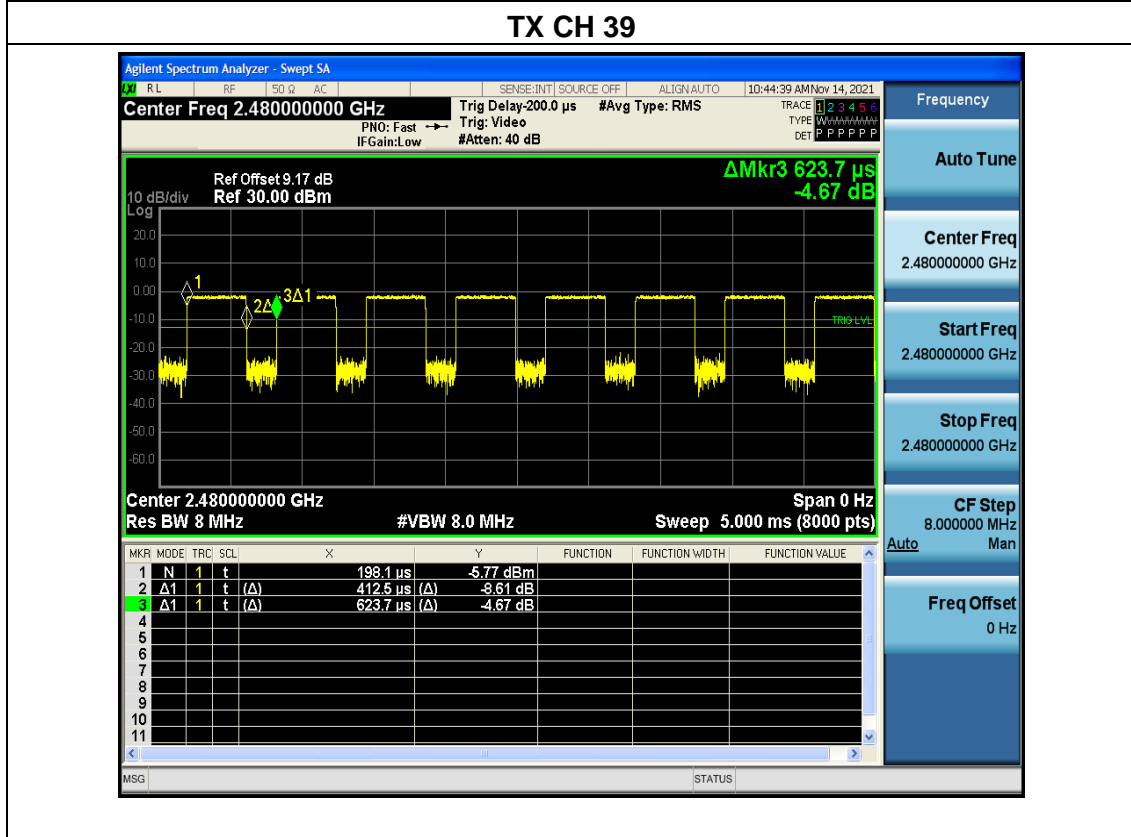 TX CH 39
Agilent Spectrum Analyzer - Swept SA
LXI RL RF 50 Ω AC SENSE:INT SOURCE OFF ALIGN AUTO 10:44:39 AM Nov 14, 2021
Center Freq 2.480000000 GHz Trig Delay-200.0 µs #Avg Type: RMS TRACE 1 2 3 4 5 6
PNO: Fast Trig: Video TYPE WWWWWW
IFGain:Low #Atten: 40 dB DET P P P P P P
ΔMkr3 623.7 µs
-4.67 dB
Ref Offset 9.17 dB
10 dB/div Ref 30.00 dBm
Log
20.0
10.0
0.00
-10.0
-20.0
-30.0
-40.0
-50.0
-60.0
1
2Δ 3Δ1
TRIG LVL
Center 2.480000000 GHz Span 0 Hz
Res BW 8 MHz #VBW 8.0 MHz Sweep 5.000 ms (8000 pts)
MKR MODE TRC SCL X Y FUNCTION FUNCTION WIDTH FUNCTION VALUE
1 N 1 t 198.1 µs -5.77 dBm
2 Δ1 1 t (Δ) 412.5 µs (Δ) -8.61 dB
3 Δ1 1 t (Δ) 623.7 µs (Δ) -4.67 dB
4
5
6
7
8
9
10
11
MSG STATUS
Frequency
Auto Tune
Center Freq
2.480000000 GHz
Start Freq
2.480000000 GHz
Stop Freq
2.480000000 GHz
CF Step
8.000000 MHz
Auto Man
Freq Offset
0 Hz